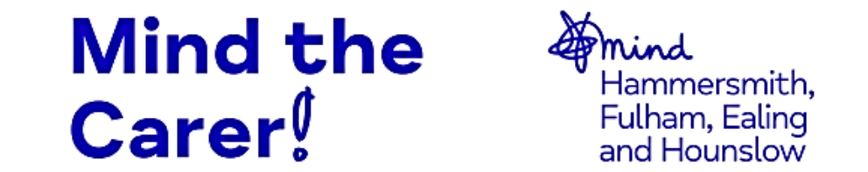 Mind the
Carer!
mind
Hammersmith,
Fulham, Ealing
and Hounslow